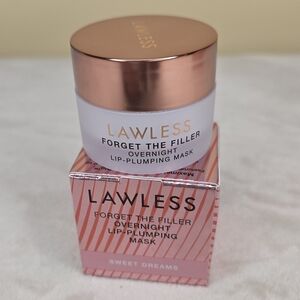 LAWLESS
LAWLESS
FORGET THE FILLER
OVERNIGHT
LIP-PLUMPING MASK
LAWLESS
FORGET THE FILLER
OVERNIGHT
LIP-PLUMPING
MASK
SWEET DREAMS